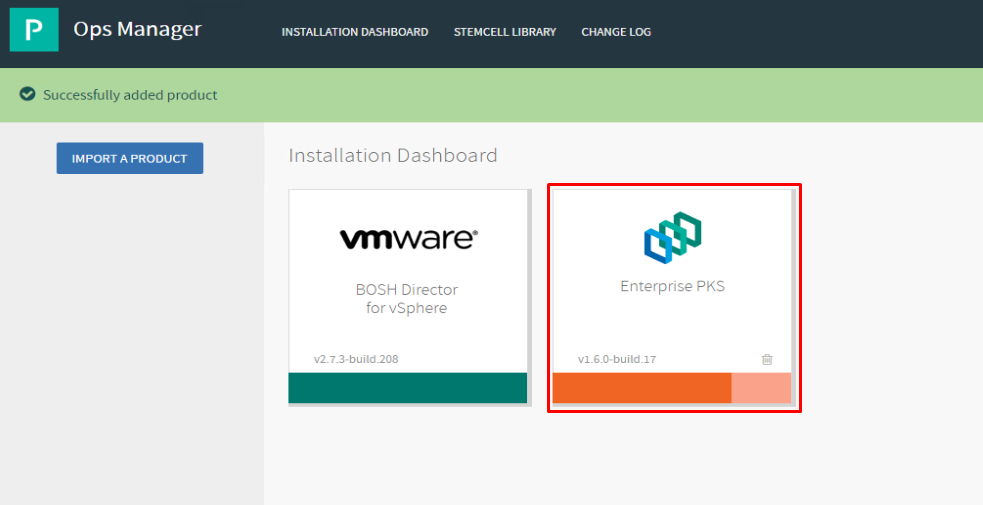 P
Ops Manager
INSTALLATION DASHBOARD
STEMCELL LIBRARY
CHANGE LOG
Successfully added product
IMPORT A PRODUCT
Installation Dashboard
vmware®
BOSH Director
for vSphere
v2.7.3-build.208
Enterprise PKS
v1.6.0-build.17